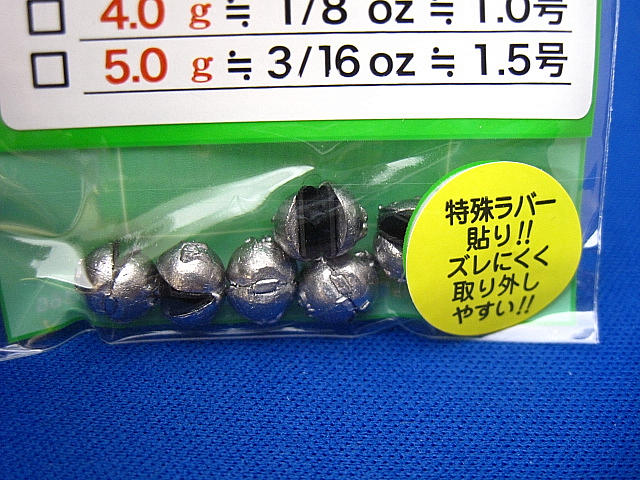 □ 4.0 g ≒ 1/8 oz ≒ 1.0号
□ 5.0 g ≒ 3/16 oz ≒ 1.5号
特殊ラバー
貼り!!
ズレにくく
取り外し
やすい!!